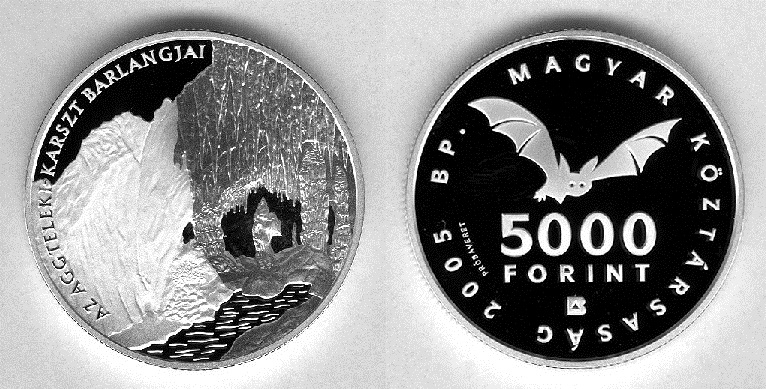 AZ AGGTELEKI-KARSZT BARLANGJAI
MAGYAR KÖZTÁRSASÁG
2005 BP.
5000
FORINT
PRÓBAVERET